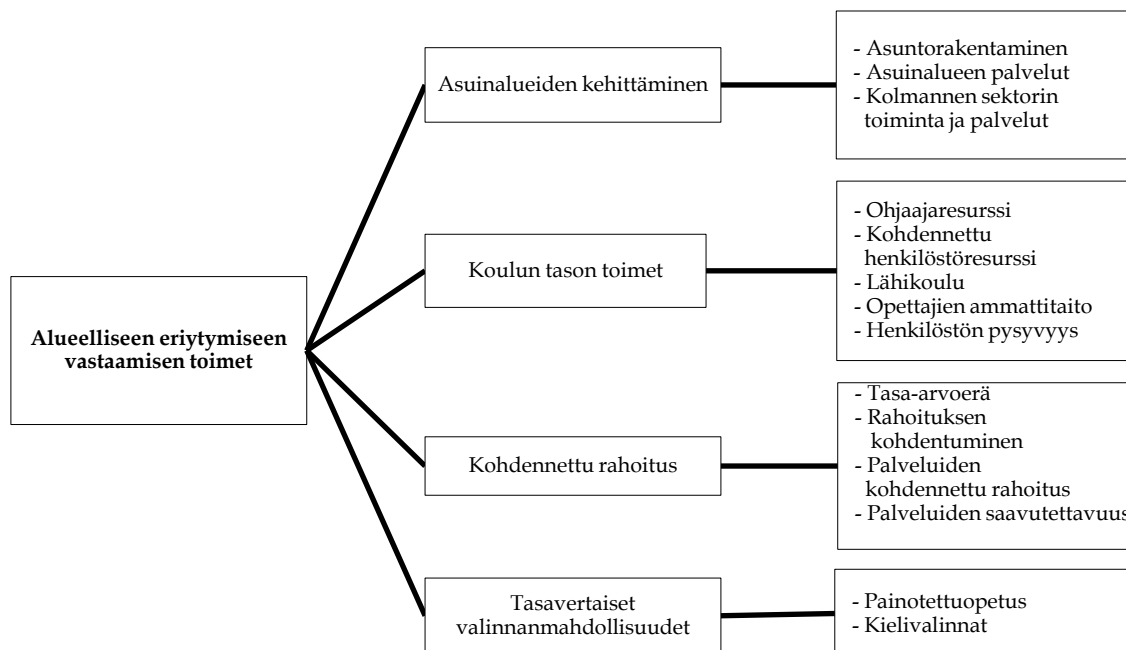 Alueelliseen eriytymiseen
vastaamisen toimet
Asuinalueiden kehittäminen
- Asuntorakentaminen
- Asuinalueen palvelut
- Kolmannen sektorin
toiminta ja palvelut
Koulun tason toimet
- Ohjaajaresurssi
- Kohdennettu
henkilöstöresurssi
- Lähikoulu
- Opettajien ammattitaito
- Henkilöstön pysyvyys
Kohdennettu rahoitus
- Tasa-arvoerä
- Rahoituksen
kohdentuminen
- Palveluiden
kohdennettu rahoitus
- Palveluiden saavutettavuus
Tasavertaiset
valinnanmahdollisuudet
- Painotettuopetus
- Kielivalinnat